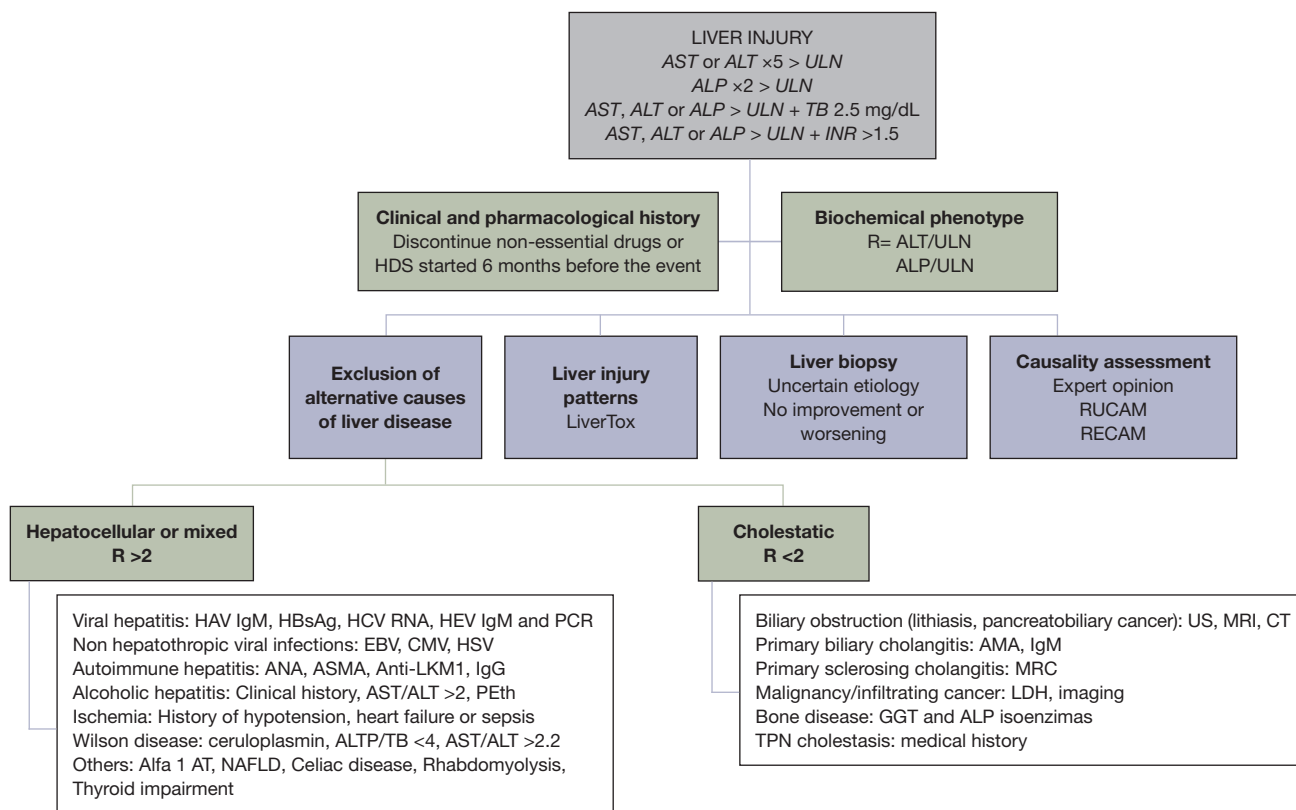 LIVER INJURY
AST or ALT ×5 > ULN
ALP ×2 > ULN
AST, ALT or ALP > ULN + TB 2.5 mg/dL
AST, ALT or ALP > ULN + INR >1.5
Clinical and pharmacological history
Discontinue non-essential drugs or
HDS started 6 months before the event
Biochemical phenotype
R= ALT/ULN
ALP/ULN
Exclusion of
alternative causes
of liver disease
Liver injury
patterns
LiverTox
Liver biopsy
Uncertain etiology
No improvement or
worsening
Causality assessment
Expert opinion
RUCAM
RECAM
Hepatocellular or mixed
R >2
Viral hepatitis: HAV IgM, HBsAg, HCV RNA, HEV IgM and PCR
Non hepatothropic viral infections: EBV, CMV, HSV
Autoimmune hepatitis: ANA, ASMA, Anti-LKM1, IgG
Alcoholic hepatitis: Clinical history, AST/ALT >2, PEth
Ischemia: History of hypotension, heart failure or sepsis
Wilson disease: ceruloplasmin, ALTP/TB <4, AST/ALT >2.2
Others: Alfa 1 AT, NAFLD, Celiac disease, Rhabdomyolysis,
Thyroid impairment
Cholestatic
R <2
Biliary obstruction (lithiasis, pancreatobiliary cancer): US, MRI, CT
Primary biliary cholangitis: AMA, IgM
Primary sclerosing cholangitis: MRC
Malignancy/infiltrating cancer: LDH, imaging
Bone disease: GGT and ALP isoenzimas
TPN cholestasis: medical history